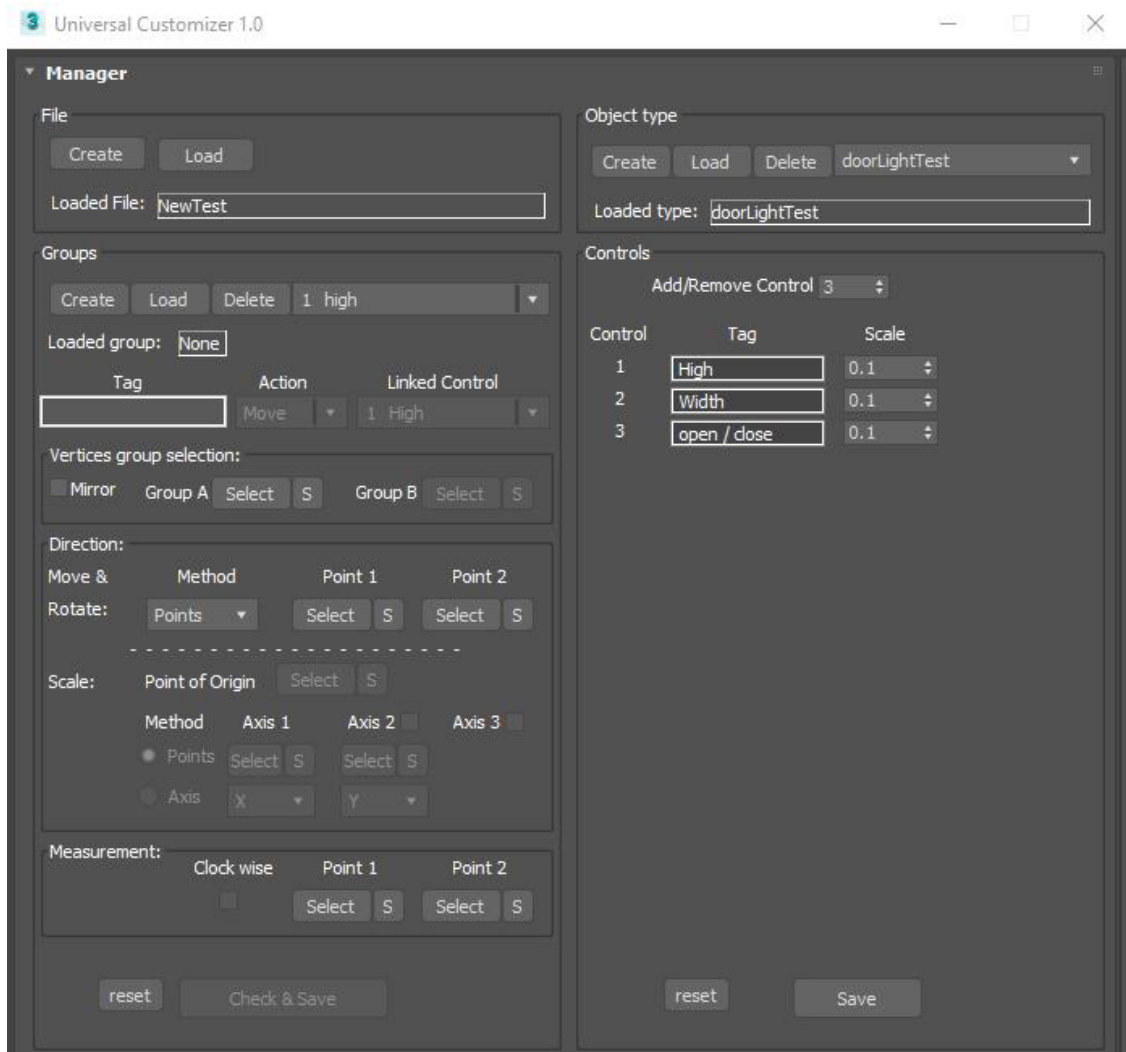 3 Universal Customizer 1.0
Manager
File
Create Load
Loaded File: NewTest
Object type
Create Load Delete doorLightTest
Loaded type: doorLightTest
Groups
Create Load Delete 1 high
Loaded group: None
Tag Action Linked Control
Move 1 High
Vertices group selection:
Mirror Group A Select S Group B Select S
Direction:
Move & Method Point 1 Point 2
Rotate: Points Select S Select S
- - - - - - - - - - - - - - - - - - - - -
Scale: Point of Origin Select S
Method Axis 1 Axis 2 Axis 3
Points Select S Select S
Axis X Y
Measurement:
Clock wise Point 1 Point 2
Select S Select S
reset Check & Save
Controls
Add/Remove Control 3
Control Tag Scale
1 High 0.1
2 Width 0.1
3 open / close 0.1
reset Save